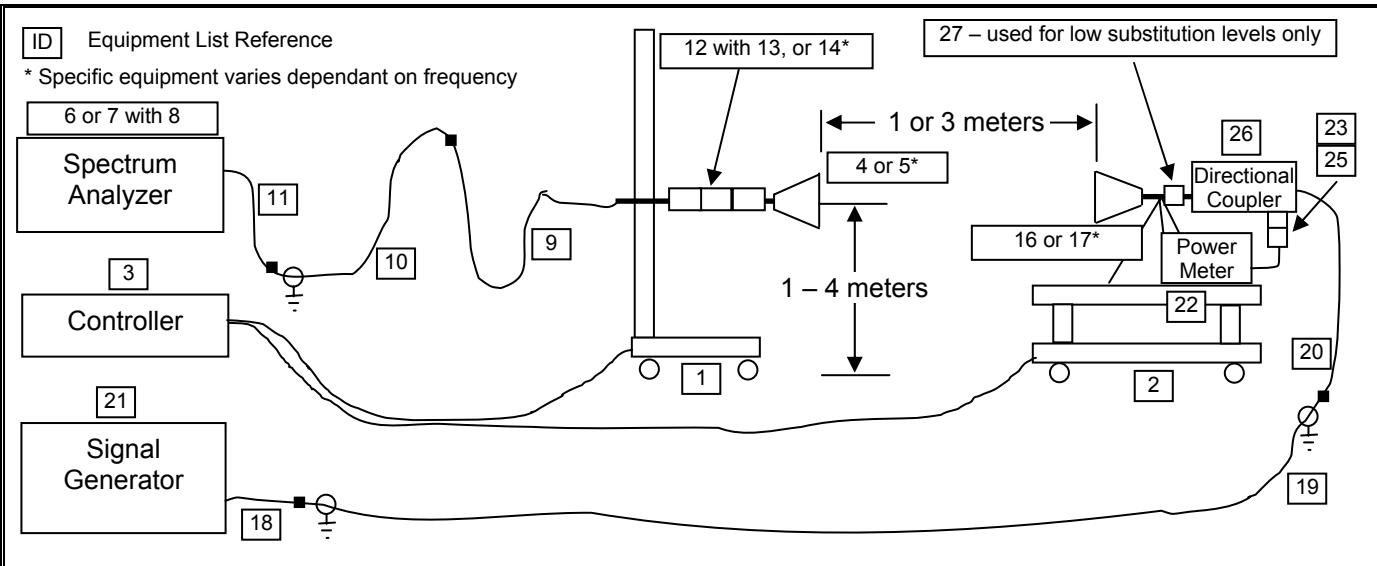 ID Equipment List Reference
* Specific equipment varies dependant on frequency
6 or 7 with 8
Spectrum
Analyzer
11
10
9
12 with 13, or 14*
4 or 5*
1 or 3 meters
1 – 4 meters
27 – used for low substitution levels only
26
23
25
Directional
Coupler
16 or 17*
Power
Meter
22
3
Controller
1
2
20
19
21
Signal
Generator
18